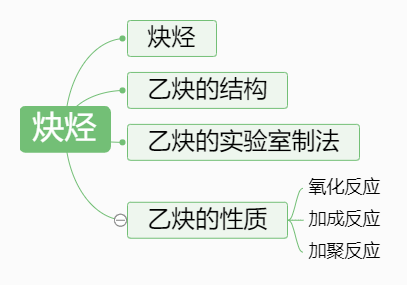 炔烃
炔烃
乙炔的结构
乙炔的实验室制法
乙炔的性质
氧化反应
加成反应
加聚反应